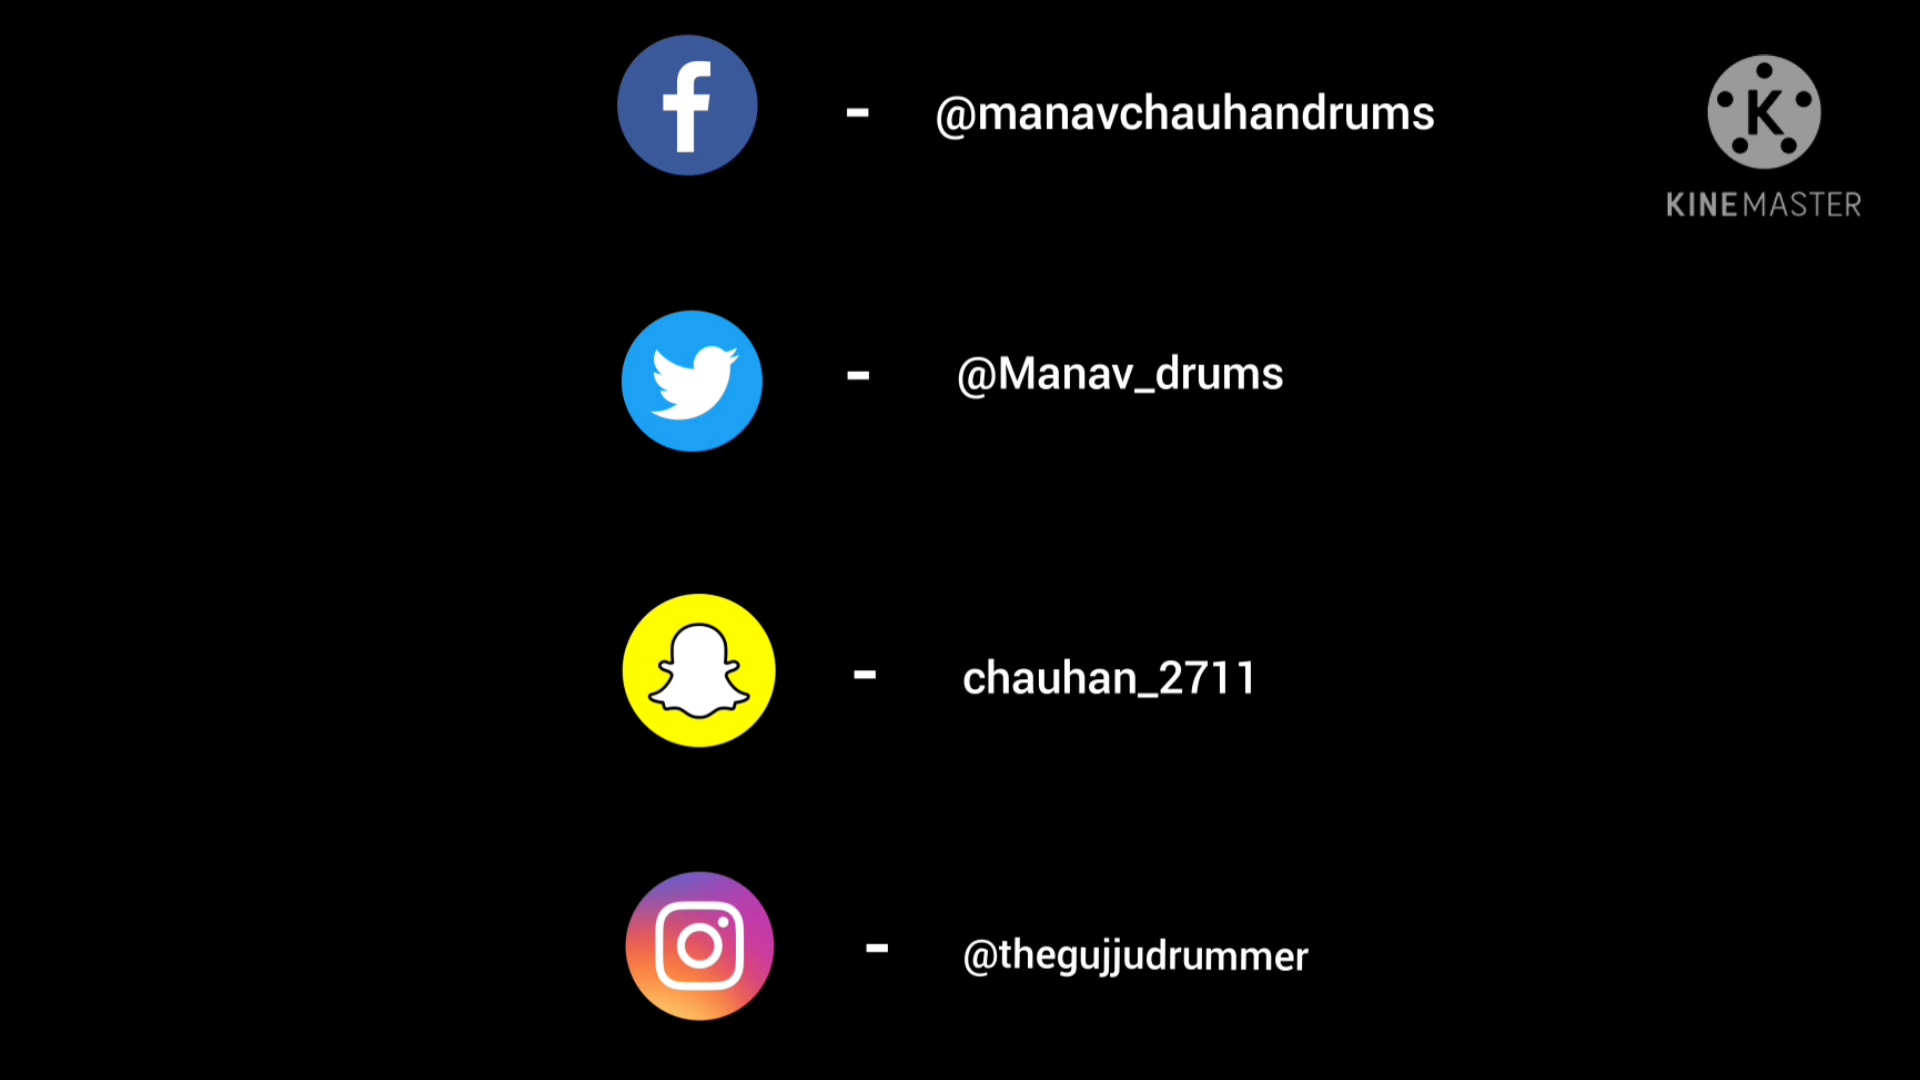 - @manavchauhandrums
KINEMASTER
- @Manav_drums
- chauhan_2711
- @thegujjudrummer